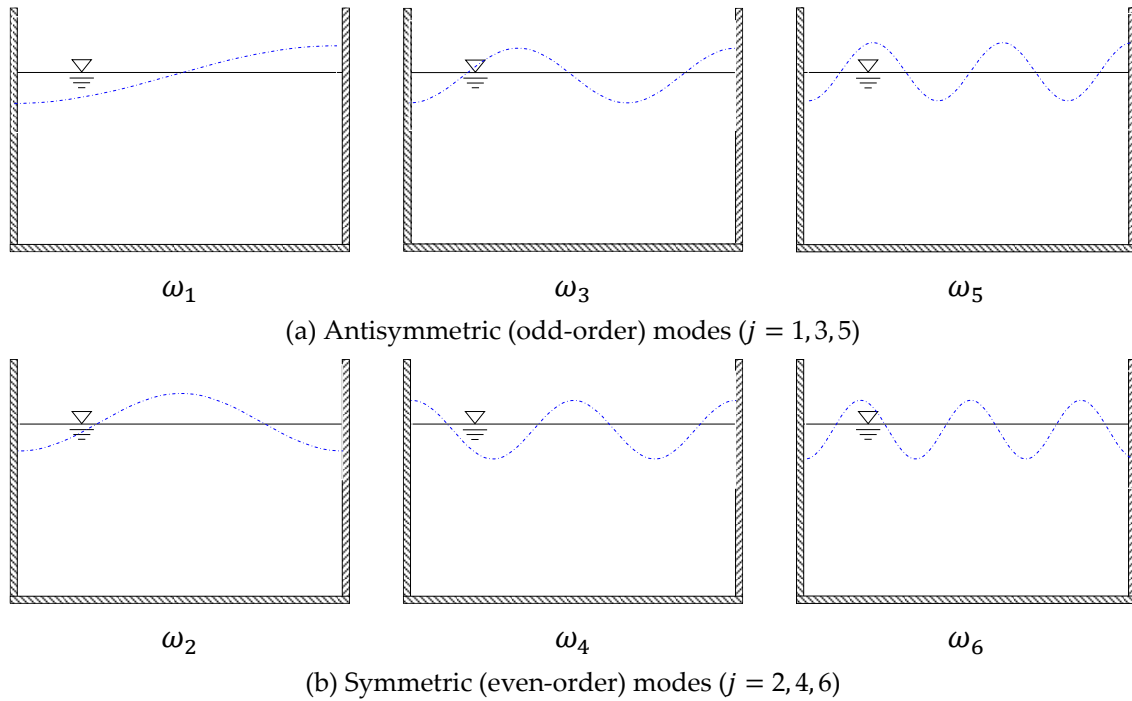 ω₁ ω₃ ω₅
(a) Antisymmetric (odd-order) modes (j = 1, 3, 5)
ω₂ ω₄ ω₆
(b) Symmetric (even-order) modes (j = 2, 4, 6)